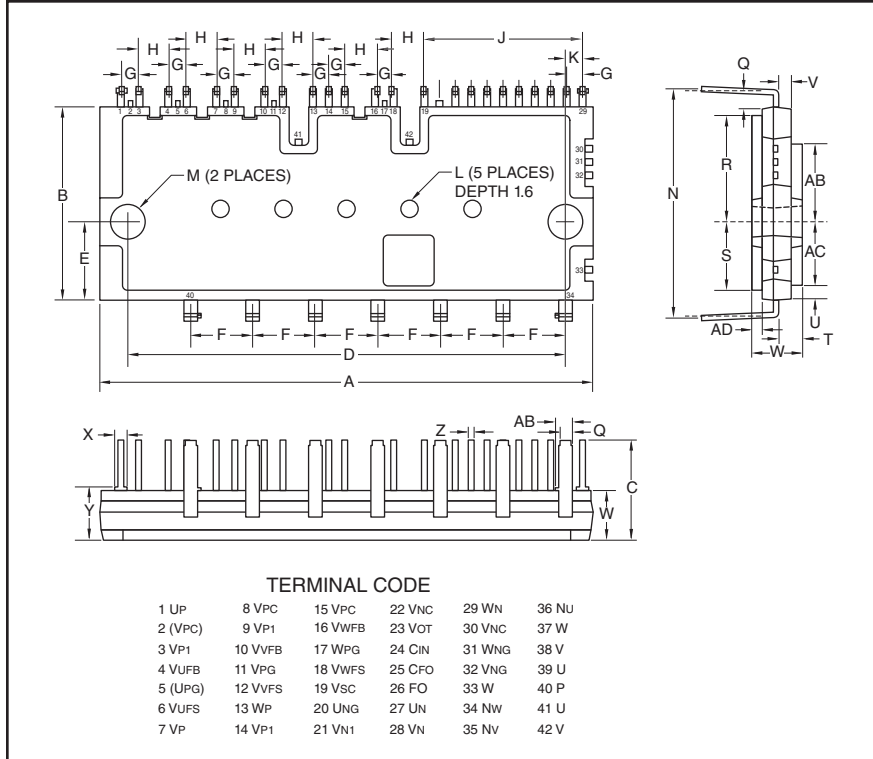 H H H H J
H H H K
G G G G G G G
Q V
1 2 3 4 5 6 7 8 9 10 11 12 13 14 15 16 17 18 19 29
41 42
30
31
32
M (2 PLACES) L (5 PLACES)
DEPTH 1.6
B E
N R S AB AC
33
40 34
F F F F F F
D
A
AD U
W T
X Z AB Q
Y W C
TERMINAL CODE
1 UP 8 VPC 15 VPC 22 VNC 29 WN 36 NU
2 (VPC) 9 VP1 16 VWFB 23 VOT 30 VNC 37 W
3 VP1 10 VVFB 17 WPG 24 CIN 31 WNG 38 V
4 VUFB 11 VPG 18 VWFS 25 CFO 32 VNG 39 U
5 (UPG) 12 VVFS 19 VSC 26 FO 33 W 40 P
6 VUFS 13 WP 20 UNG 27 UN 34 NW 41 U
7 VP 14 VP1 21 VN1 28 VN 35 NV 42 V